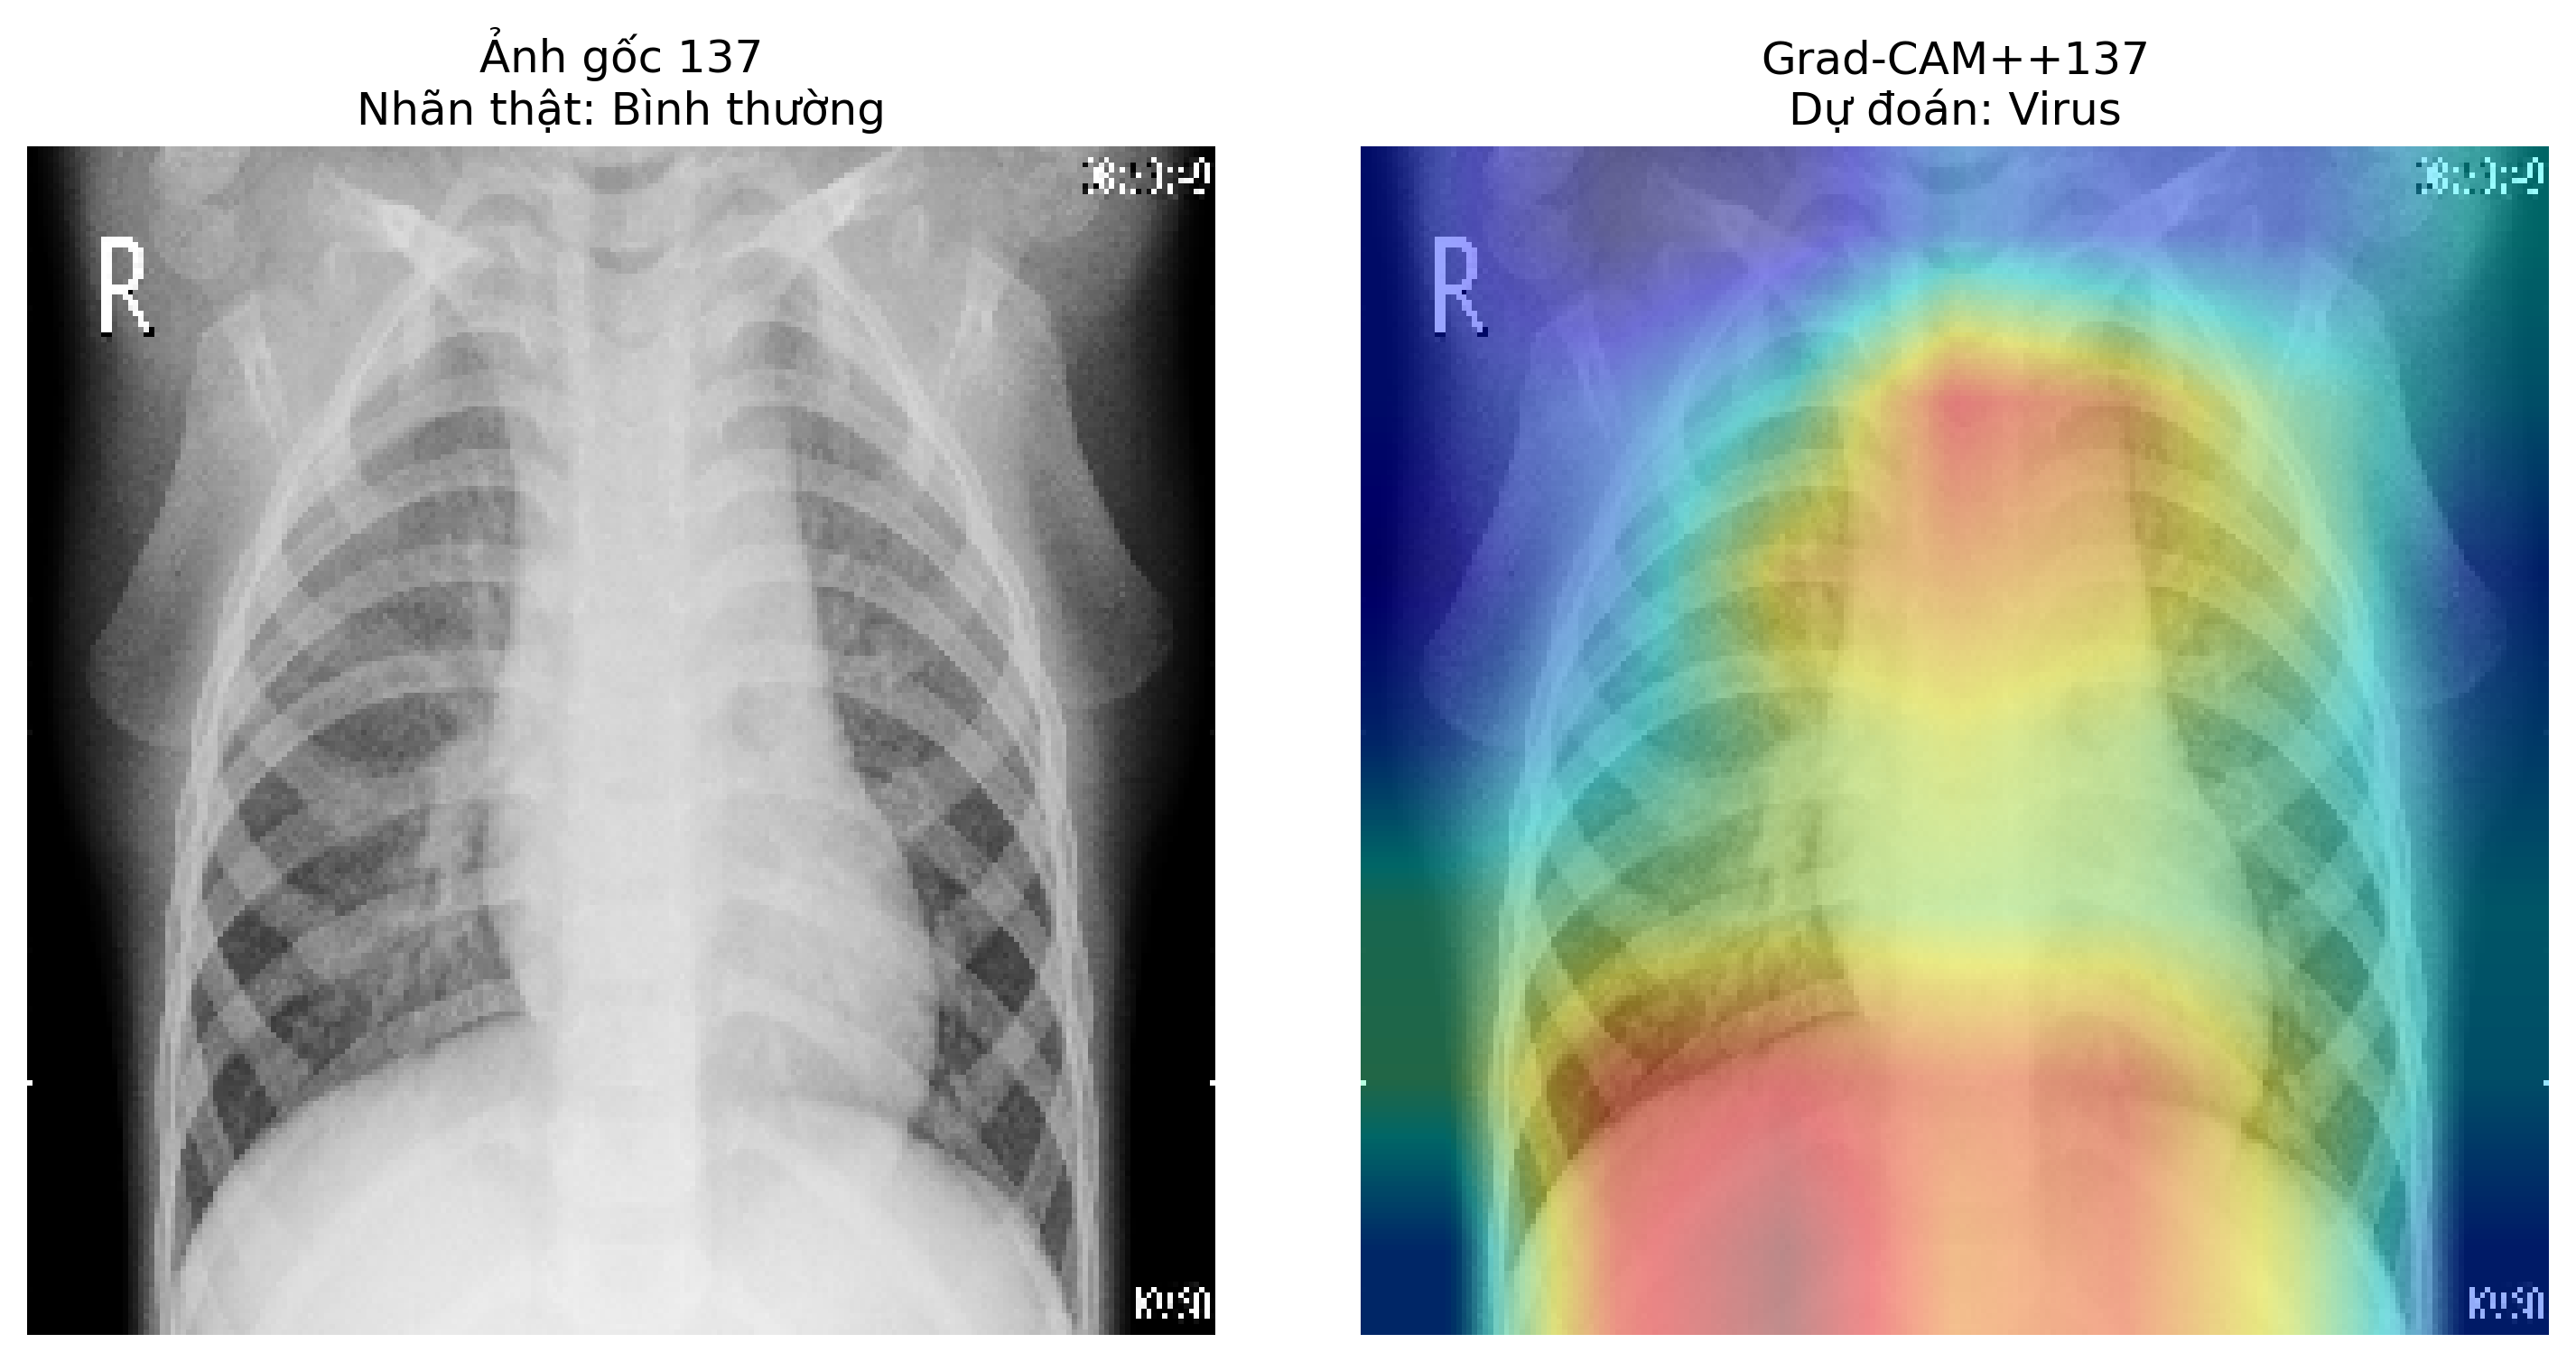 Ảnh gốc 137
Nhãn thật: Bình thường
Grad-CAM++137
Dự đoán: Virus
R
R